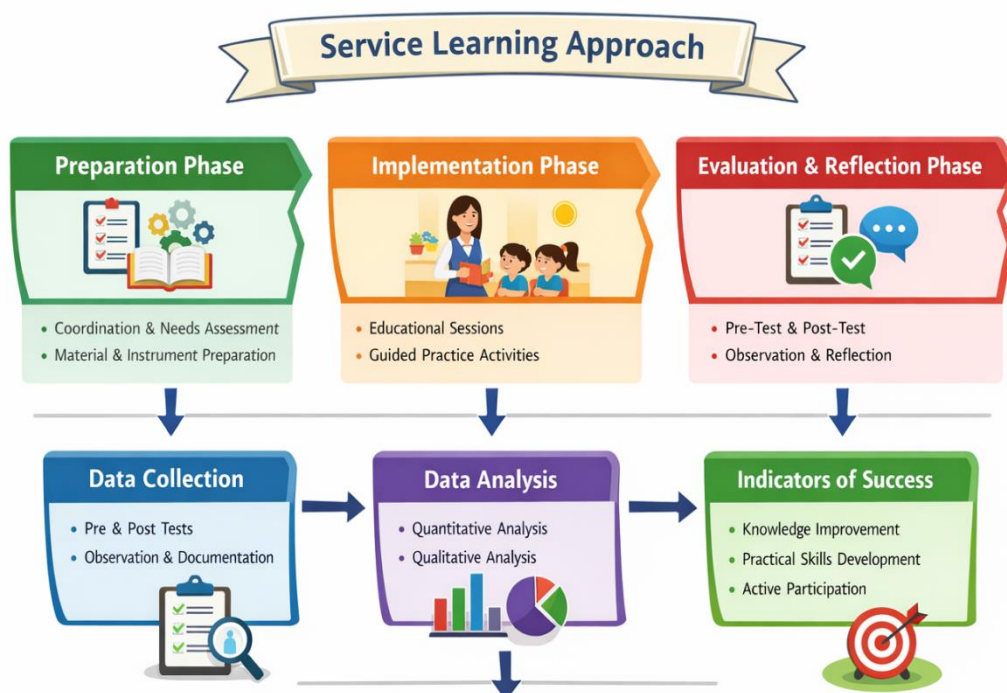 Service Learning Approach
Preparation Phase
• Coordination & Needs Assessment
• Material & Instrument Preparation
Implementation Phase
• Educational Sessions
• Guided Practice Activities
Evaluation & Reflection Phase
• Pre-Test & Post-Test
• Observation & Reflection
Data Collection
• Pre & Post Tests
• Observation & Documentation
Data Analysis
• Quantitative Analysis
• Qualitative Analysis
Indicators of Success
• Knowledge Improvement
• Practical Skills Development
• Active Participation